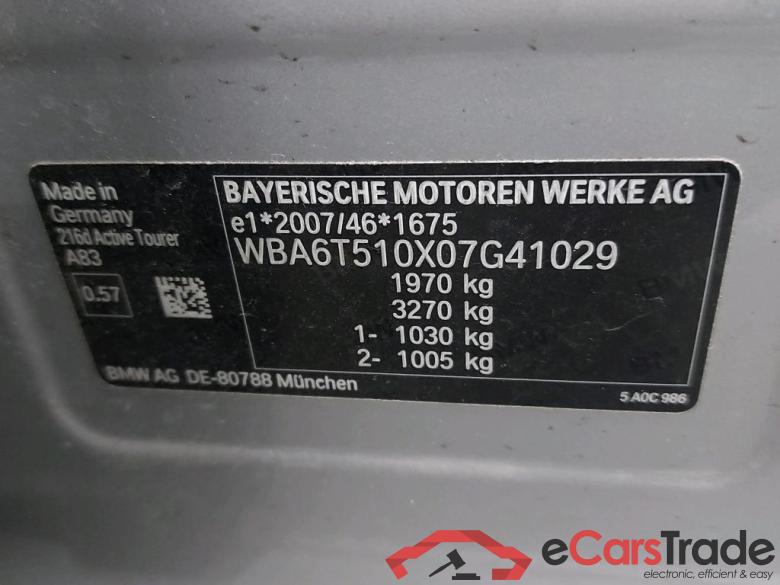 Made in
Germany
216d Active Tourer
A83
0.57
BAYERISCHE MOTOREN WERKE AG
e1*2007/46*1675
WBA6T510X07G41029
1970 kg
3270 kg
1- 1030 kg
2- 1005 kg
BMW AG DE-80788 München
5 A0C 986
eCarsTrade
electronic, efficient & easy